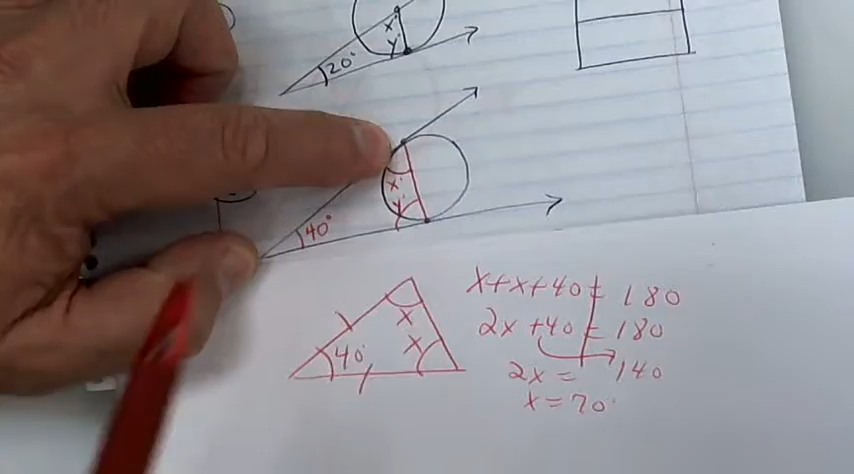 x
y
20°
x°
y°
40°
x
40°
x
x+x+40 = 180
2x +40 = 180
2x = 140
x = 70°